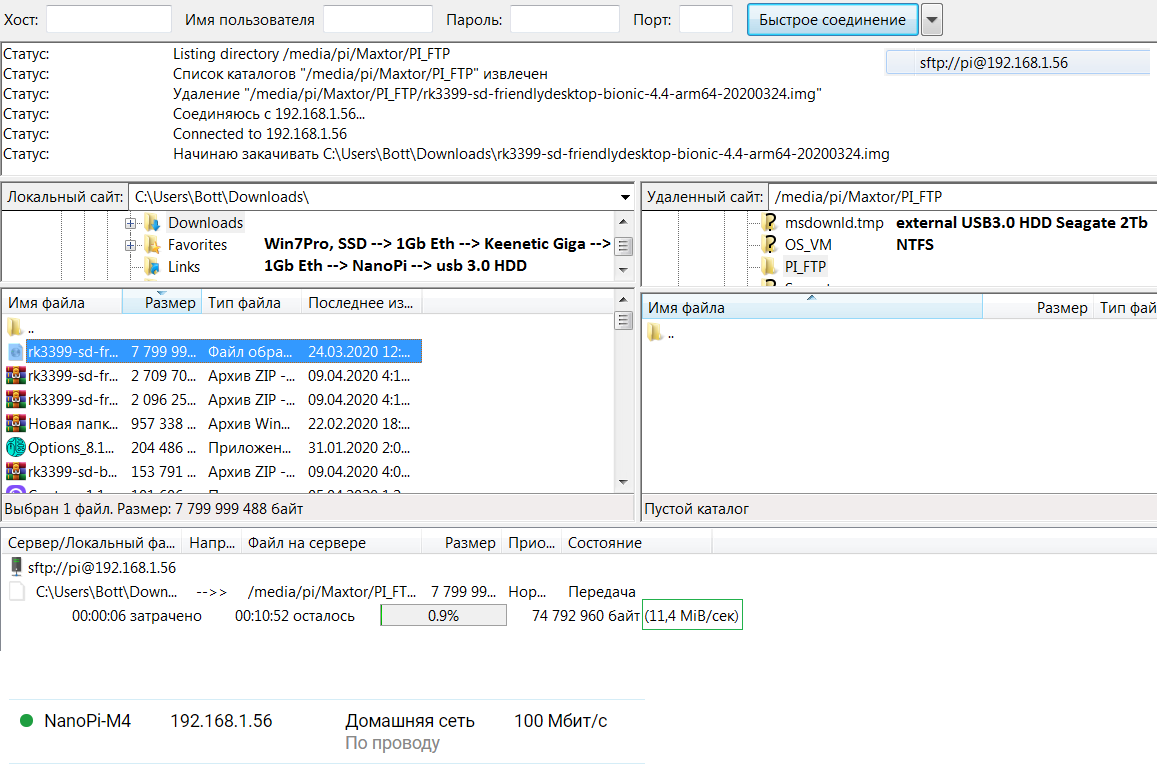 Хост: Имя пользователя Пароль: Порт: Быстрое соединение
sftp://pi@192.168.1.56
Статус: Listing directory /media/pi/Maxtor/PI_FTP
Статус: Список каталогов "/media/pi/Maxtor/PI_FTP" извлечен
Статус: Удаление "/media/pi/Maxtor/PI_FTP/rk3399-sd-friendlydesktop-bionic-4.4-arm64-20200324.img"
Статус: Соединяюсь с 192.168.1.56...
Статус: Connected to 192.168.1.56
Статус: Начинаю закачивать C:\Users\Bott\Downloads\rk3399-sd-friendlydesktop-bionic-4.4-arm64-20200324.img
Локальный сайт: C:\Users\Bott\Downloads\
Downloads
Favorites
Links
Win7Pro, SSD --> 1Gb Eth --> Keenetic Giga -->
1Gb Eth --> NanoPi --> usb 3.0 HDD
Удаленный сайт: /media/pi/Maxtor/PI_FTP
msdownld.tmp
OS_VM
PI_FTP
external USB3.0 HDD Seagate 2Tb
NTFS
Имя файла Размер Тип файла Последнее из...
..
rk3399-sd-fr... 7 799 99... Файл обра... 24.03.2020 12:...
rk3399-sd-fr... 2 709 70... Архив ZIP -... 09.04.2020 4:1...
rk3399-sd-fr... 2 096 25... Архив ZIP -... 09.04.2020 4:1...
Новая папк... 957 338 ... Архив Win... 22.02.2020 18:...
Options_8.1... 204 486 ... Приложен... 31.01.2020 2:0...
rk3399-sd-b... 153 791 ... Архив ZIP -... 09.04.2020 4:0...
Выбран 1 файл. Размер: 7 799 999 488 байт
Имя файла Размер Тип фай
..
Пустой каталог
Сервер/Локальный фа... Напр... Файл на сервере Размер Прио... Состояние
sftp://pi@192.168.1.56
C:\Users\Bott\Down... -->> /media/pi/Maxtor/PI_FT... 7 799 99... Нор... Передача
00:00:06 затрачено 00:10:52 осталось 0.9% 74 792 960 байт (11,4 MiB/сек)
NanoPi-M4 192.168.1.56 Домашняя сеть 100 Мбит/с
По проводу